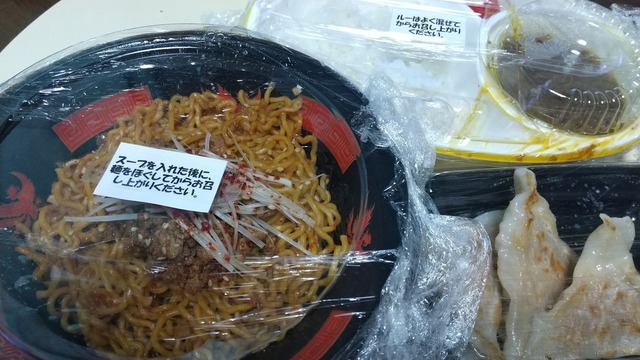 ルーはよく混ぜて
からお召し上がり
ください。
スープを入れた後に、
麺をほぐしてからお召
し上がりください。